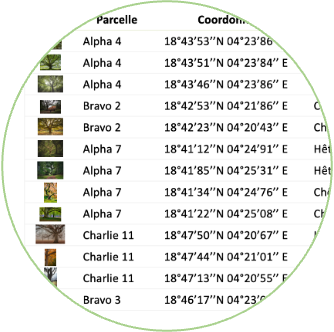 Parcelle Coordon
Alpha 4 18°43’53’’N 04°23’86
Alpha 4 18°43’51’’N 04°23’84’’ E
Alpha 4 18°43’46’’N 04°23’86’’ E
Bravo 2 18°42’53’’N 04°21’86’’ E C
Bravo 2 18°42’23’’N 04°20’43’’ E Ch
Alpha 7 18°41’12’’N 04°24’91’’ E Hêt
Alpha 7 18°41’85’’N 04°25’31’’ E Hêt
Alpha 7 18°41’34’’N 04°24’76’’ E Ch
Alpha 7 18°41’22’’N 04°25’08’’ E Ch
Charlie 11 18°47’50’’N 04°20’67’’ E
Charlie 11 18°47’44’’N 04°21’01’’ E
Charlie 11 18°47’13’’N 04°20’55’’ E
Bravo 3 18°46’17’’N 04°23’